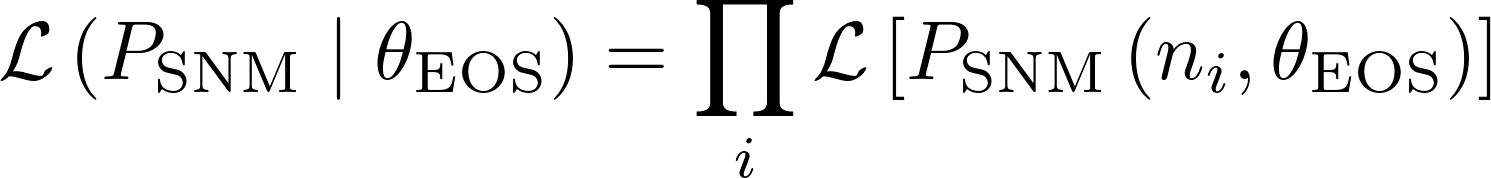 ℒ (P_SNM | θ_EOS) = ∏_i ℒ [P_SNM (n_i, θ_EOS)]